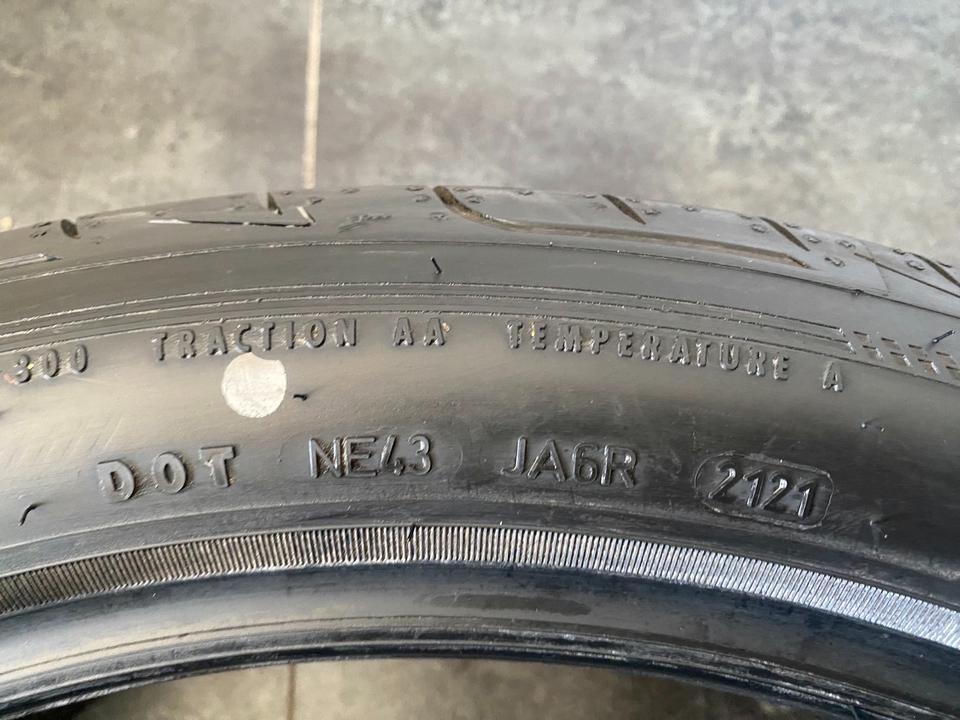 300 TRACTION AA TEMPERATURE A
DOT NE43 JA6R 2121